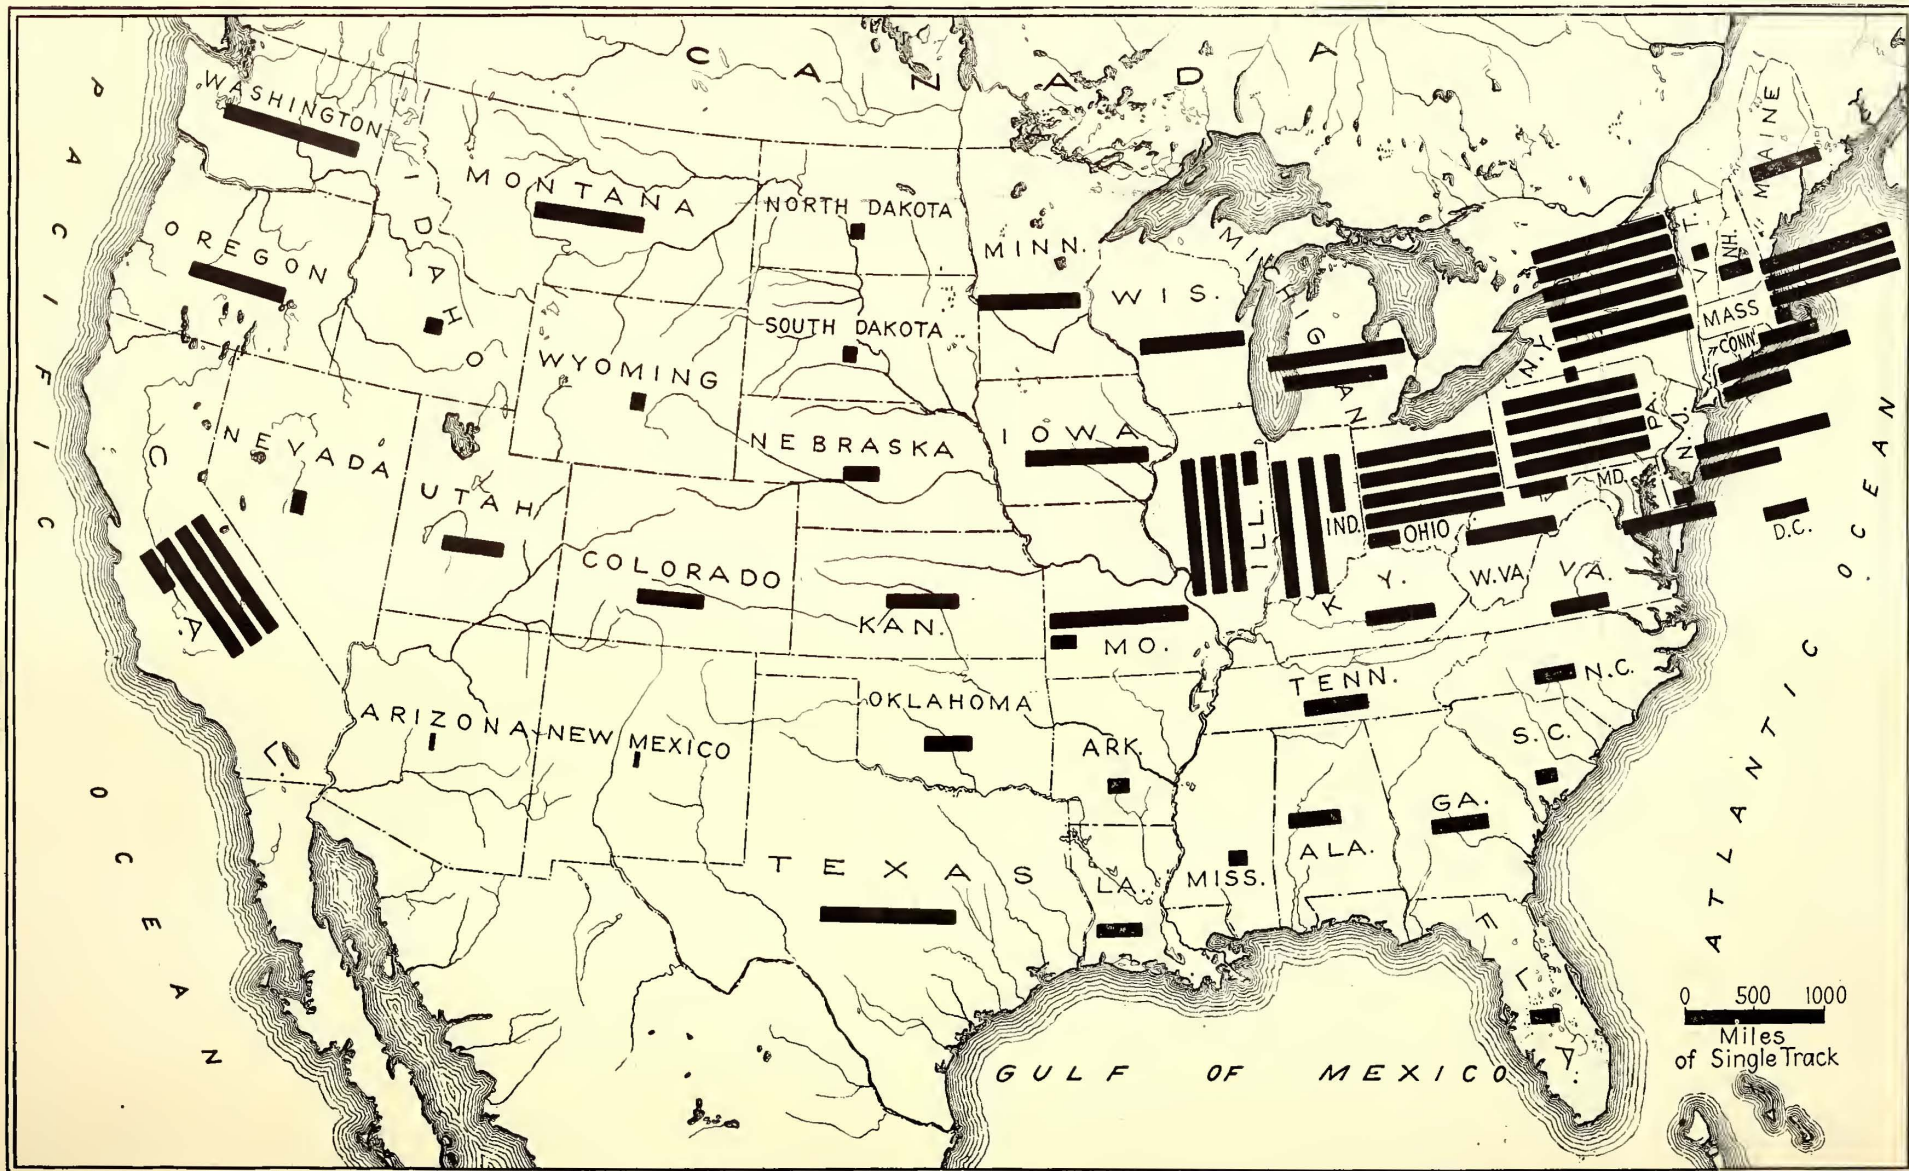 CANADA
PACIFIC
OCEAN
WASHINGTON
OREGON
IDAHO
MONTANA
NORTH DAKOTA
SOUTH DAKOTA
MINN.
WIS.
MICHIGAN
WYOMING
NEBRASKA
IOWA
NEVADA
UTAH
COLORADO
KAN.
MO.
ILL.
IND.
OHIO
KY.
W.VA.
VA.
MD.
D.C.
PA.
N.J.
N.Y.
CONN.
MASS
VT.
N.H.
MAINE
CAL.
ARIZONA
NEW MEXICO
OKLAHOMA
ARK.
TENN.
N.C.
S.C.
GA.
ALA.
MISS.
LA.
TEXAS
FLA.
GULF OF MEXICO
ATLANTIC OCEAN
0 500 1000
Miles
of Single Track